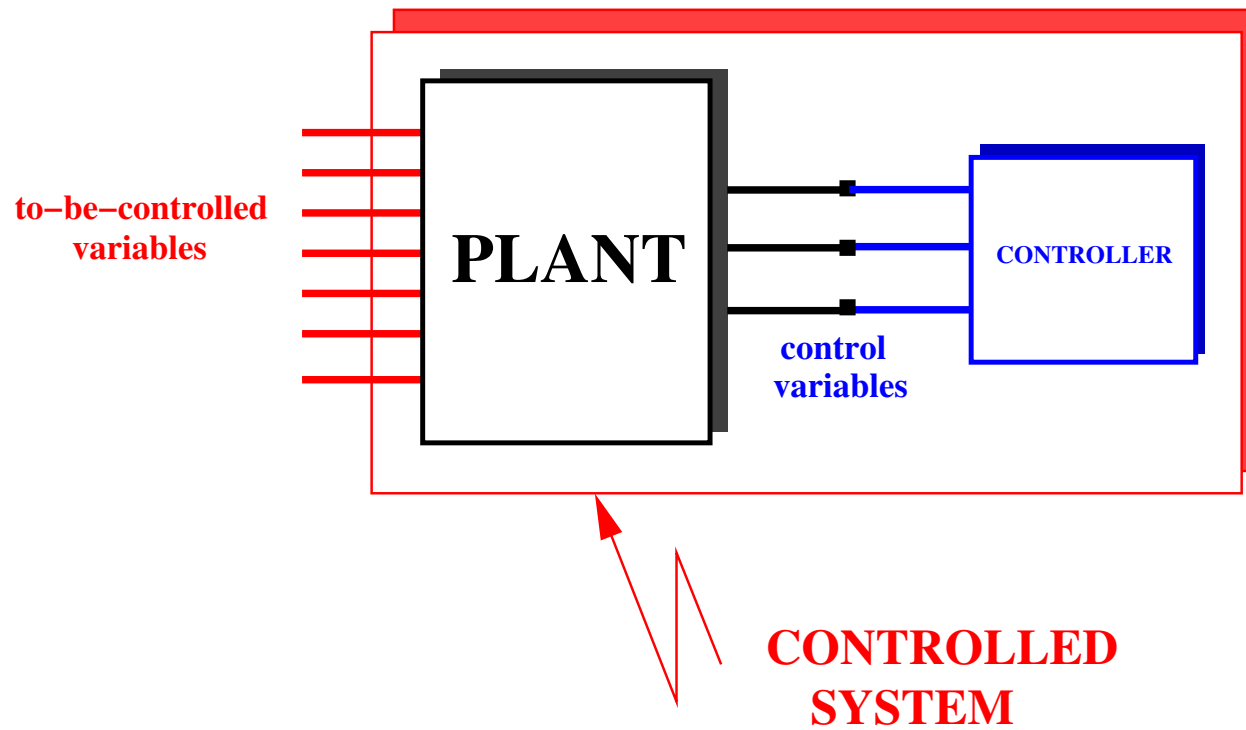 to−be−controlled
variables
PLANT
CONTROLLER
control
variables
CONTROLLED
SYSTEM